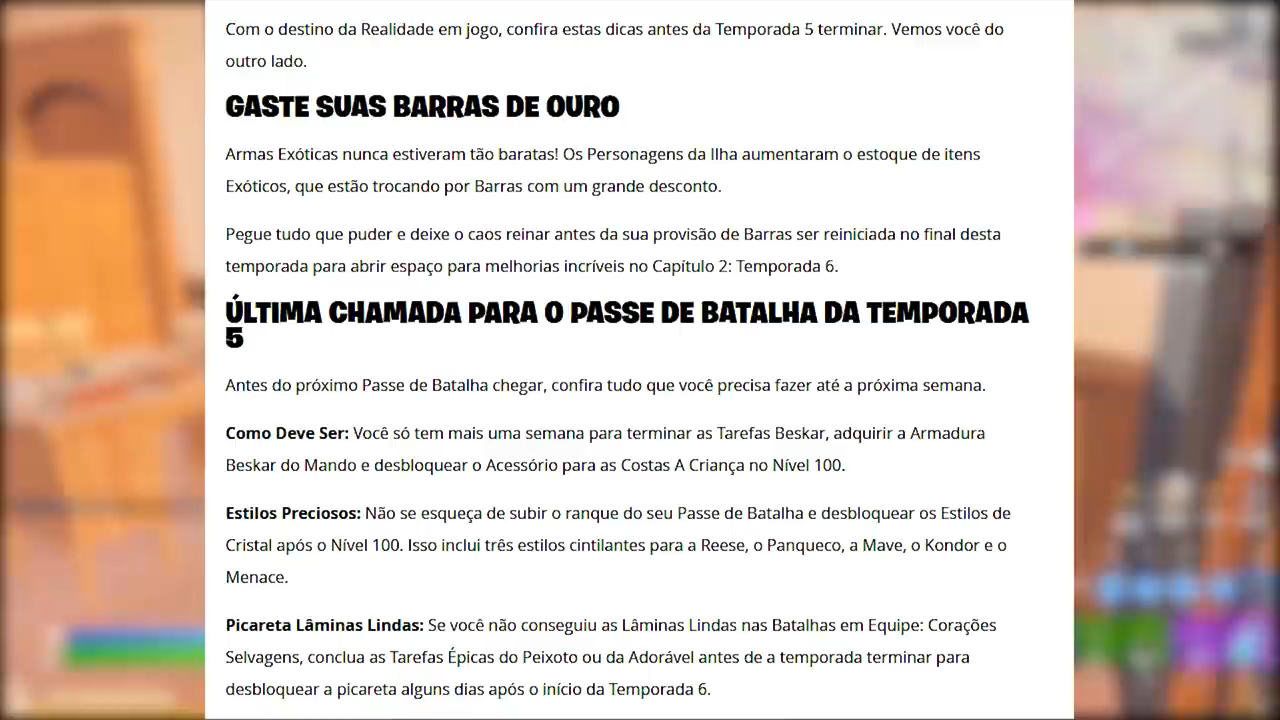 Com o destino da Realidade em jogo, confira estas dicas antes da Temporada 5 terminar. Vemos você do
outro lado.
GASTE SUAS BARRAS DE OURO
Armas Exóticas nunca estiveram tão baratas! Os Personagens da Ilha aumentaram o estoque de itens
Exóticos, que estão trocando por Barras com um grande desconto.
Pegue tudo que puder e deixe o caos reinar antes da sua provisão de Barras ser reiniciada no final desta
temporada para abrir espaço para melhorias incríveis no Capítulo 2: Temporada 6.
ÚLTIMA CHAMADA PARA O PASSE DE BATALHA DA TEMPORADA
5
Antes do próximo Passe de Batalha chegar, confira tudo que você precisa fazer até a próxima semana.
Como Deve Ser: Você só tem mais uma semana para terminar as Tarefas Beskar, adquirir a Armadura
Beskar do Mando e desbloquear o Acessório para as Costas A Criança no Nível 100.
Estilos Preciosos: Não se esqueça de subir o ranque do seu Passe de Batalha e desbloquear os Estilos de
Cristal após o Nível 100. Isso inclui três estilos cintilantes para a Reese, o Panqueco, a Mave, o Kondor e o
Menace.
Picareta Lâminas Lindas: Se você não conseguiu as Lâminas Lindas nas Batalhas em Equipe: Corações
Selvagens, conclua as Tarefas Épicas do Peixoto ou da Adorável antes de a temporada terminar para
desbloquear a picareta alguns dias após o início da Temporada 6.